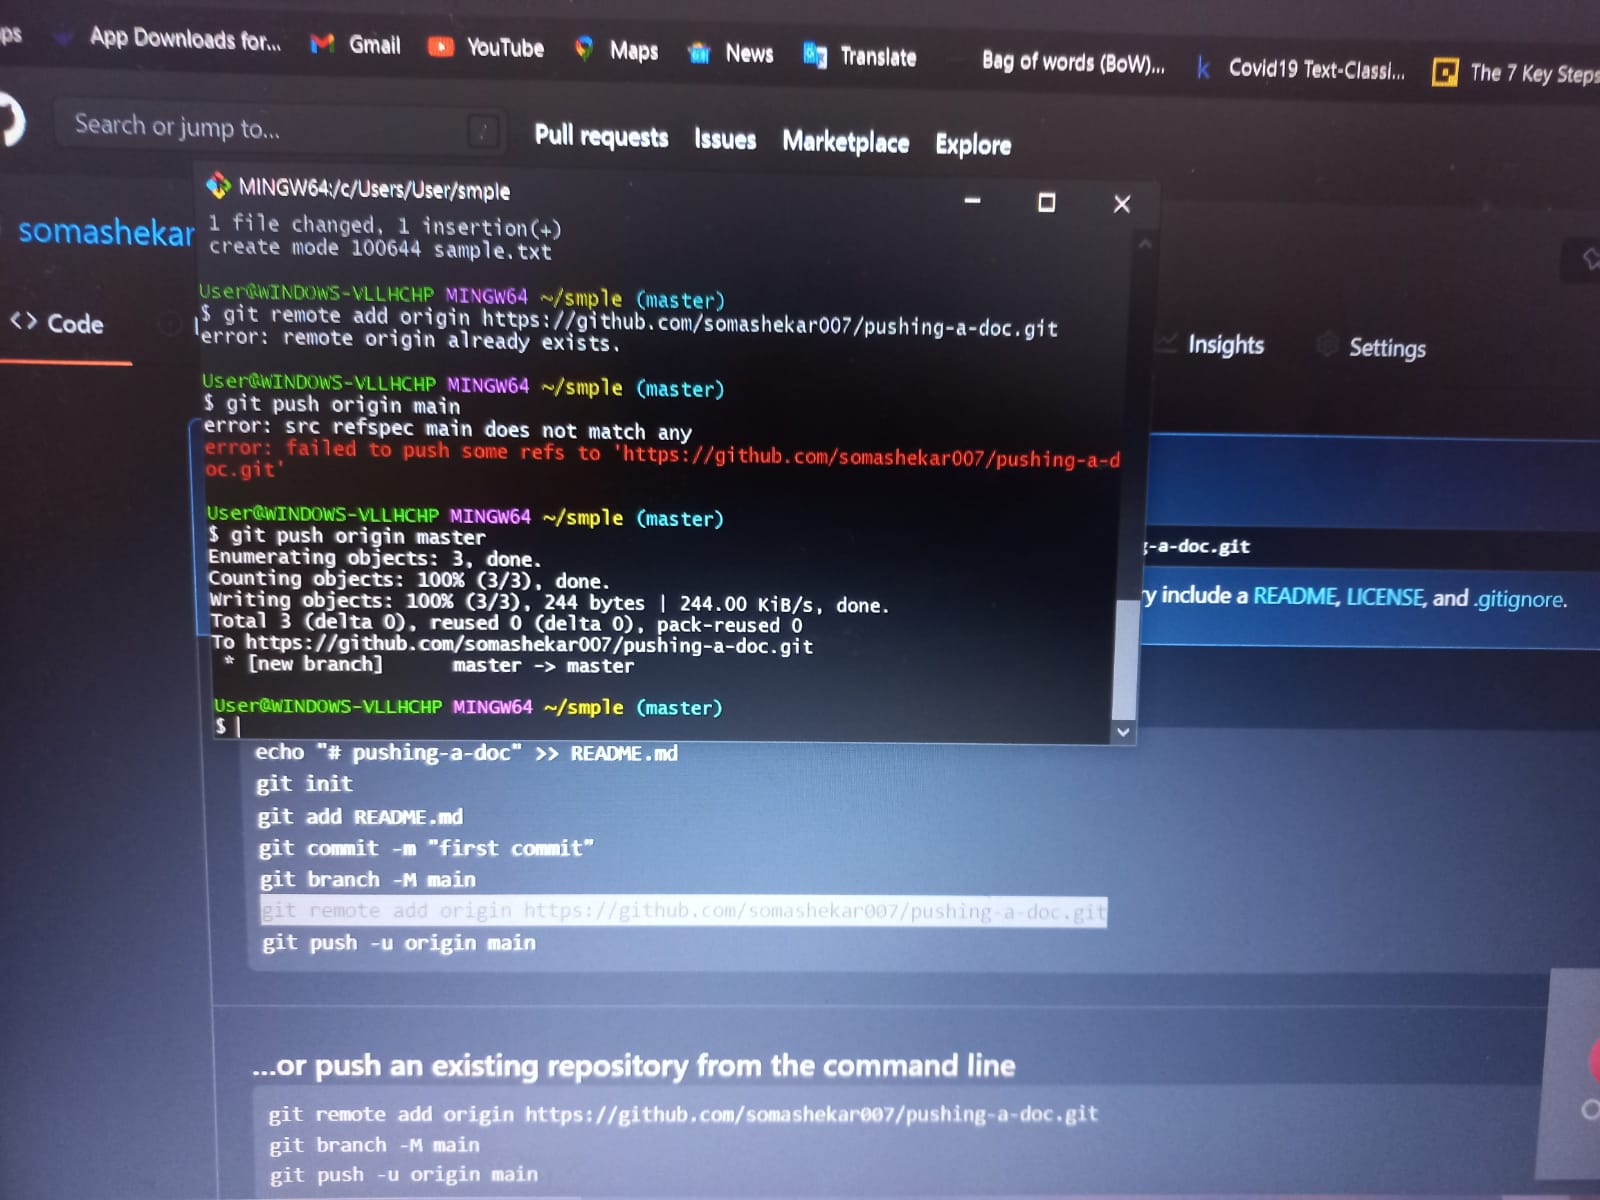 App Downloads for... Gmail YouTube Maps News Translate Bag of words (BoW)... Covid19 Text-Classi... The 7 Key Steps
Search or jump to... / Pull requests Issues Marketplace Explore
MINGW64:/c/Users/User/smple
somashekar
1 file changed, 1 insertion(+)
create mode 100644 sample.txt
User@WINDOWS-VLLHCHP MINGW64 ~/smple (master)
$ git remote add origin https://github.com/somashekar007/pushing-a-doc.git
error: remote origin already exists.
<> Code
Insights Settings
User@WINDOWS-VLLHCHP MINGW64 ~/smple (master)
$ git push origin main
error: src refspec main does not match any
error: failed to push some refs to 'https://github.com/somashekar007/pushing-a-d
oc.git'
User@WINDOWS-VLLHCHP MINGW64 ~/smple (master)
$ git push origin master
Enumerating objects: 3, done.
Counting objects: 100% (3/3), done.
Writing objects: 100% (3/3), 244 bytes | 244.00 KiB/s, done.
Total 3 (delta 0), reused 0 (delta 0), pack-reused 0
To https://github.com/somashekar007/pushing-a-doc.git
* [new branch] master -> master
User@WINDOWS-VLLHCHP MINGW64 ~/smple (master)
$
-a-doc.git
y include a README, LICENSE, and .gitignore.
echo "# pushing-a-doc" >> README.md
git init
git add README.md
git commit -m "first commit"
git branch -M main
git remote add origin https://github.com/somashekar007/pushing-a-doc.git
git push -u origin main
...or push an existing repository from the command line
git remote add origin https://github.com/somashekar007/pushing-a-doc.git
git branch -M main
git push -u origin main